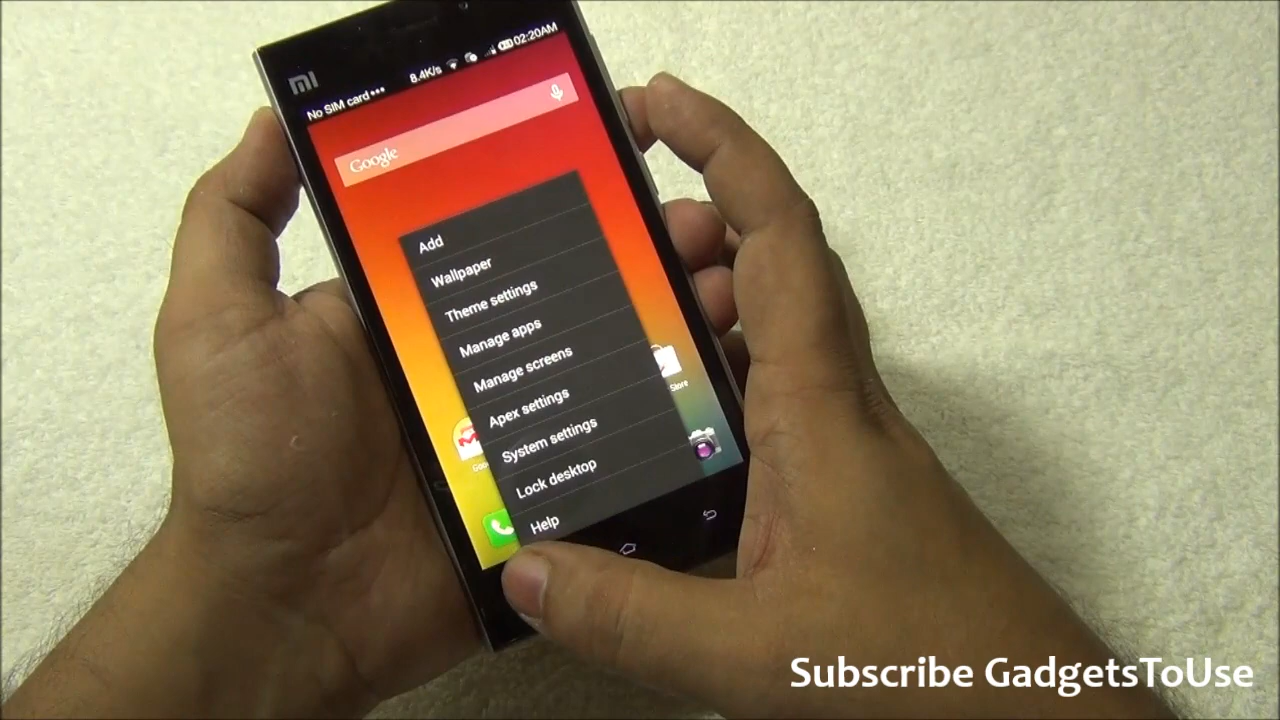 mi
No SIM card... 8.4K/s 02:20AM
Google
Add
Wallpaper
Theme settings
Manage apps
Manage screens
Apex settings
System settings
Lock desktop
Help
Store
Goo
Subscribe GadgetsToUse